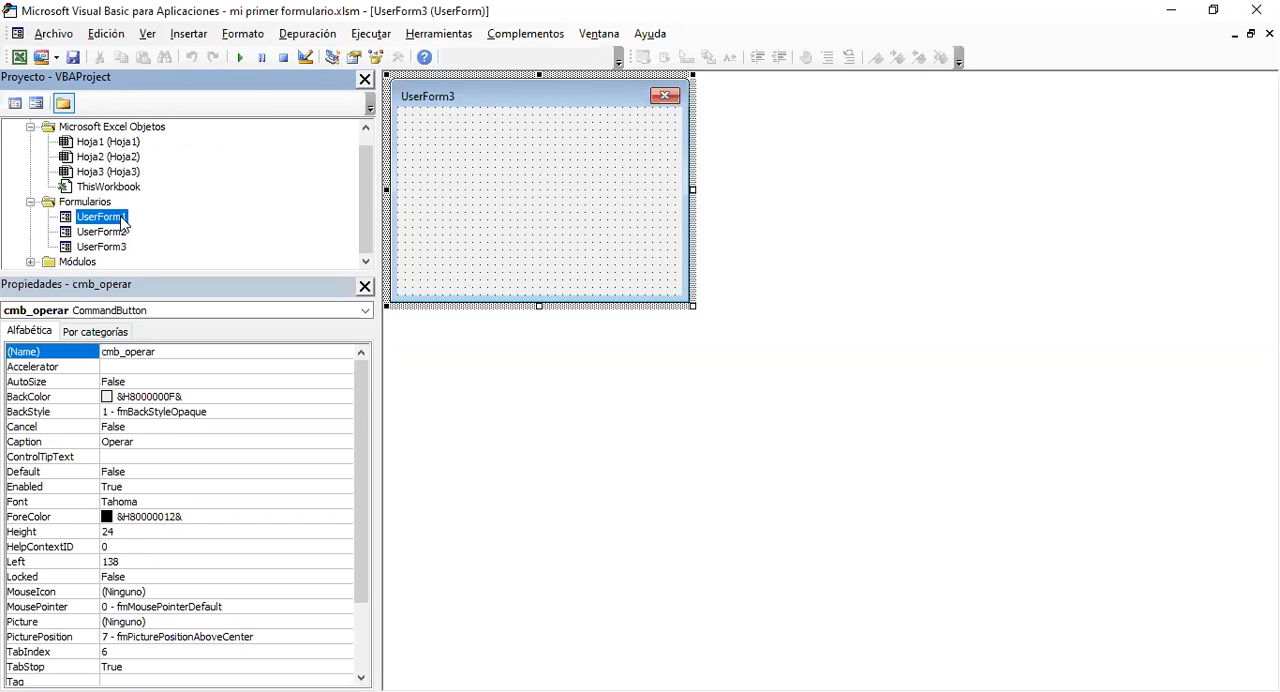 Microsoft Visual Basic para Aplicaciones - mi primer formulario.xlsm - [UserForm3 (UserForm)]
Archivo Edición Ver Insertar Formato Depuración Ejecutar Herramientas Complementos Ventana Ayuda
Proyecto - VBAProject
Microsoft Excel Objetos
Hoja1 (Hoja1)
Hoja2 (Hoja2)
Hoja3 (Hoja3)
ThisWorkbook
Formularios
UserForm1
UserForm2
UserForm3
Módulos
Propiedades - cmb_operar
cmb_operar CommandButton
Alfabética Por categorías
(Name) cmb_operar
Accelerator
AutoSize False
BackColor &H8000000F&
BackStyle 1 - fmBackStyleOpaque
Cancel False
Caption Operar
ControlTipText
Default False
Enabled True
Font Tahoma
ForeColor &H80000012&
Height 24
HelpContextID 0
Left 138
Locked False
MouseIcon (Ninguno)
MousePointer 0 - fmMousePointerDefault
Picture (Ninguno)
PicturePosition 7 - fmPicturePositionAboveCenter
TabIndex 6
TabStop True
Tag
UserForm3